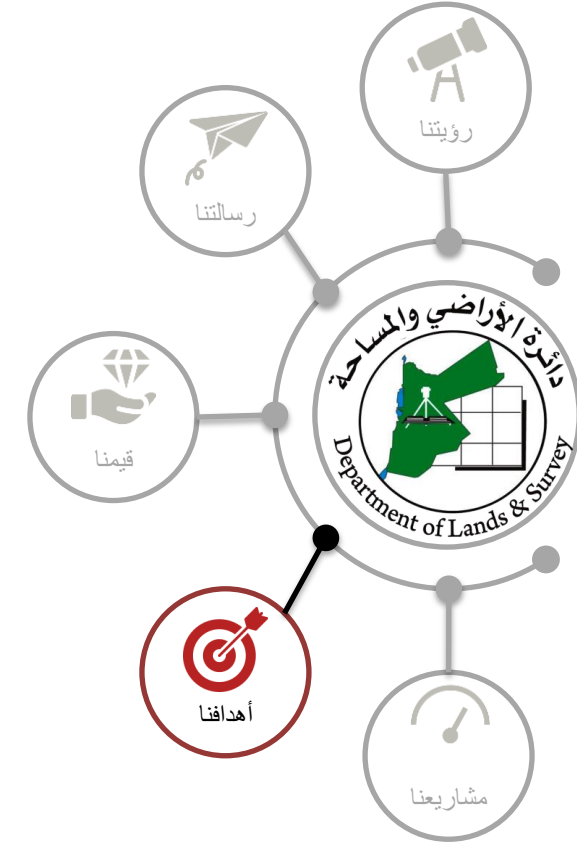 رؤيتنا
رسالتنا
دائرة الأراضي والمساحة
Department of Lands & Survey
قيمنا
أهدافنا
مشاريعنا